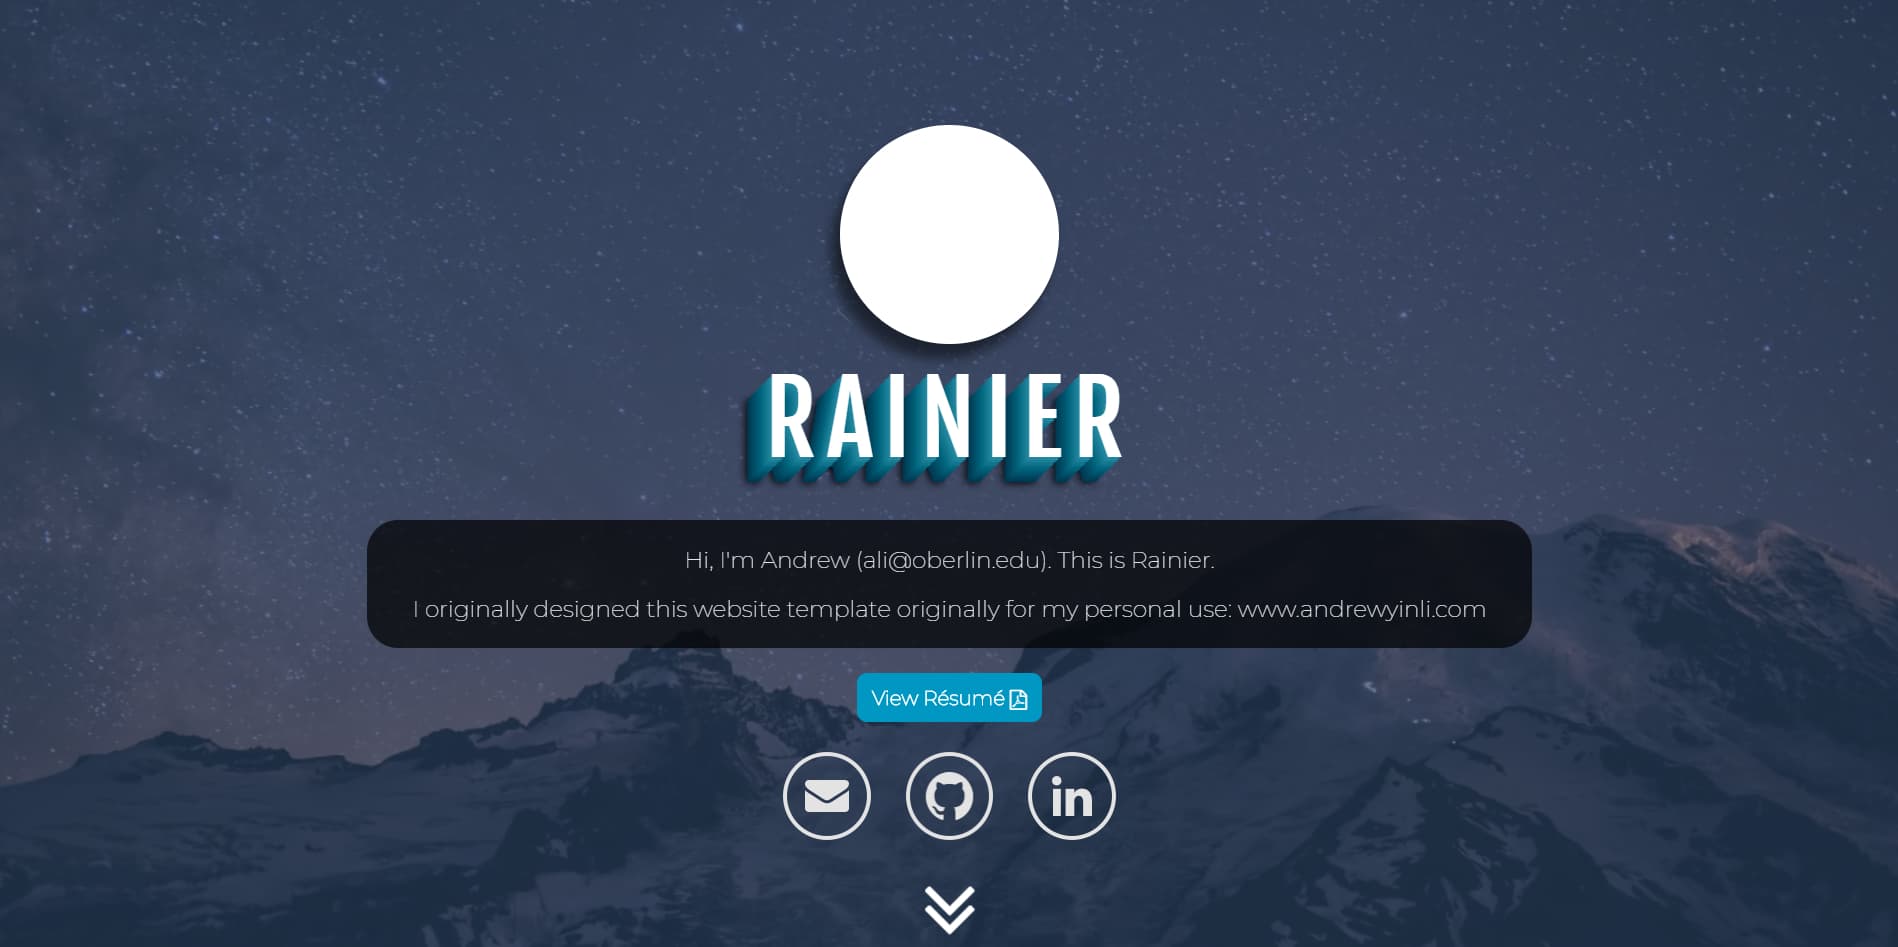 RAINIER
Hi, I'm Andrew (ali@oberlin.edu). This is Rainier.
I originally designed this website template originally for my personal use: www.andrewyinli.com
View Résumé
in